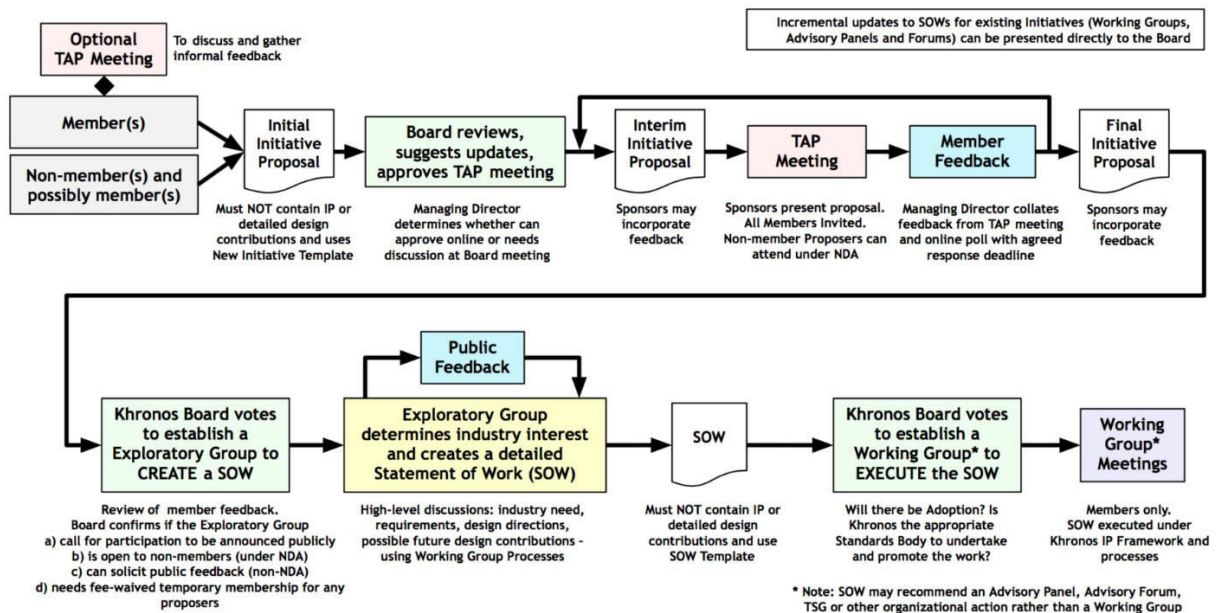 Optional
TAP Meeting
To discuss and gather
informal feedback
Incremental updates to SOWs for existing Initiatives (Working Groups,
Advisory Panels and Forums) can be presented directly to the Board
Member(s)
Non-member(s) and
possibly member(s)
Initial
Initiative
Proposal
Must NOT contain IP or
detailed design
contributions and uses
New Initiative Template
Board reviews,
suggests updates,
approves TAP meeting
Managing Director
determines whether can
approve online or needs
discussion at Board meeting
Interim
Initiative
Proposal
Sponsors may
incorporate feedback
TAP
Meeting
Sponsors present proposal.
All Members Invited.
Non-member Proposers can
attend under NDA
Member
Feedback
Managing Director collates
feedback from TAP meeting
and online poll with agreed
response deadline
Final
Initiative
Proposal
Sponsors may
incorporate feedback
Khronos Board votes
to establish a
Exploratory Group to
CREATE a SOW
Review of member feedback.
Board confirms if the Exploratory Group
a) call for participation to be announced publicly
b) is open to non-members (under NDA)
c) can solicit public feedback (non-NDA)
d) needs fee-waived temporary membership for any
proposers
Public
Feedback
Exploratory Group
determines industry interest
and creates a detailed
Statement of Work (SOW)
High-level discussions: industry need,
requirements, design directions,
possible future design contributions -
using Working Group Processes
SOW
Must NOT contain IP or
detailed design
contributions and use
SOW Template
Khronos Board votes
to establish a
Working Group* to
EXECUTE the SOW
Will there be Adoption? Is
Khronos the appropriate
Standards Body to undertake
and promote the work?
Working
Group*
Meetings
Members only.
SOW executed under
Khronos IP Framework and
processes
* Note: SOW may recommend an Advisory Panel, Advisory Forum,
TSG or other organizational action rather than a Working Group